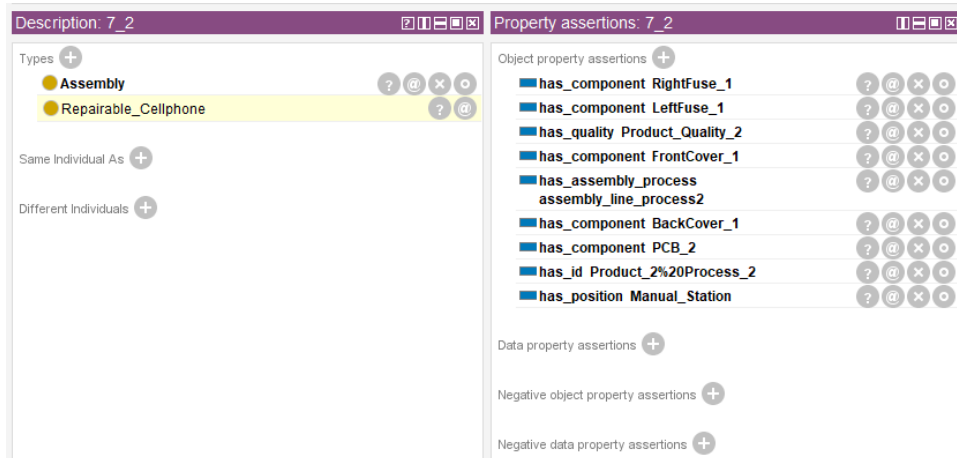 Description: 7_2
Types
Assembly
Repairable_Cellphone
Same Individual As
Different Individuals
Property assertions: 7_2
Object property assertions
has_component RightFuse_1
has_component LeftFuse_1
has_quality Product_Quality_2
has_component FrontCover_1
has_assembly_process
assembly_line_process2
has_component BackCover_1
has_component PCB_2
has_id Product_2%20Process_2
has_position Manual_Station
Data property assertions
Negative object property assertions
Negative data property assertions